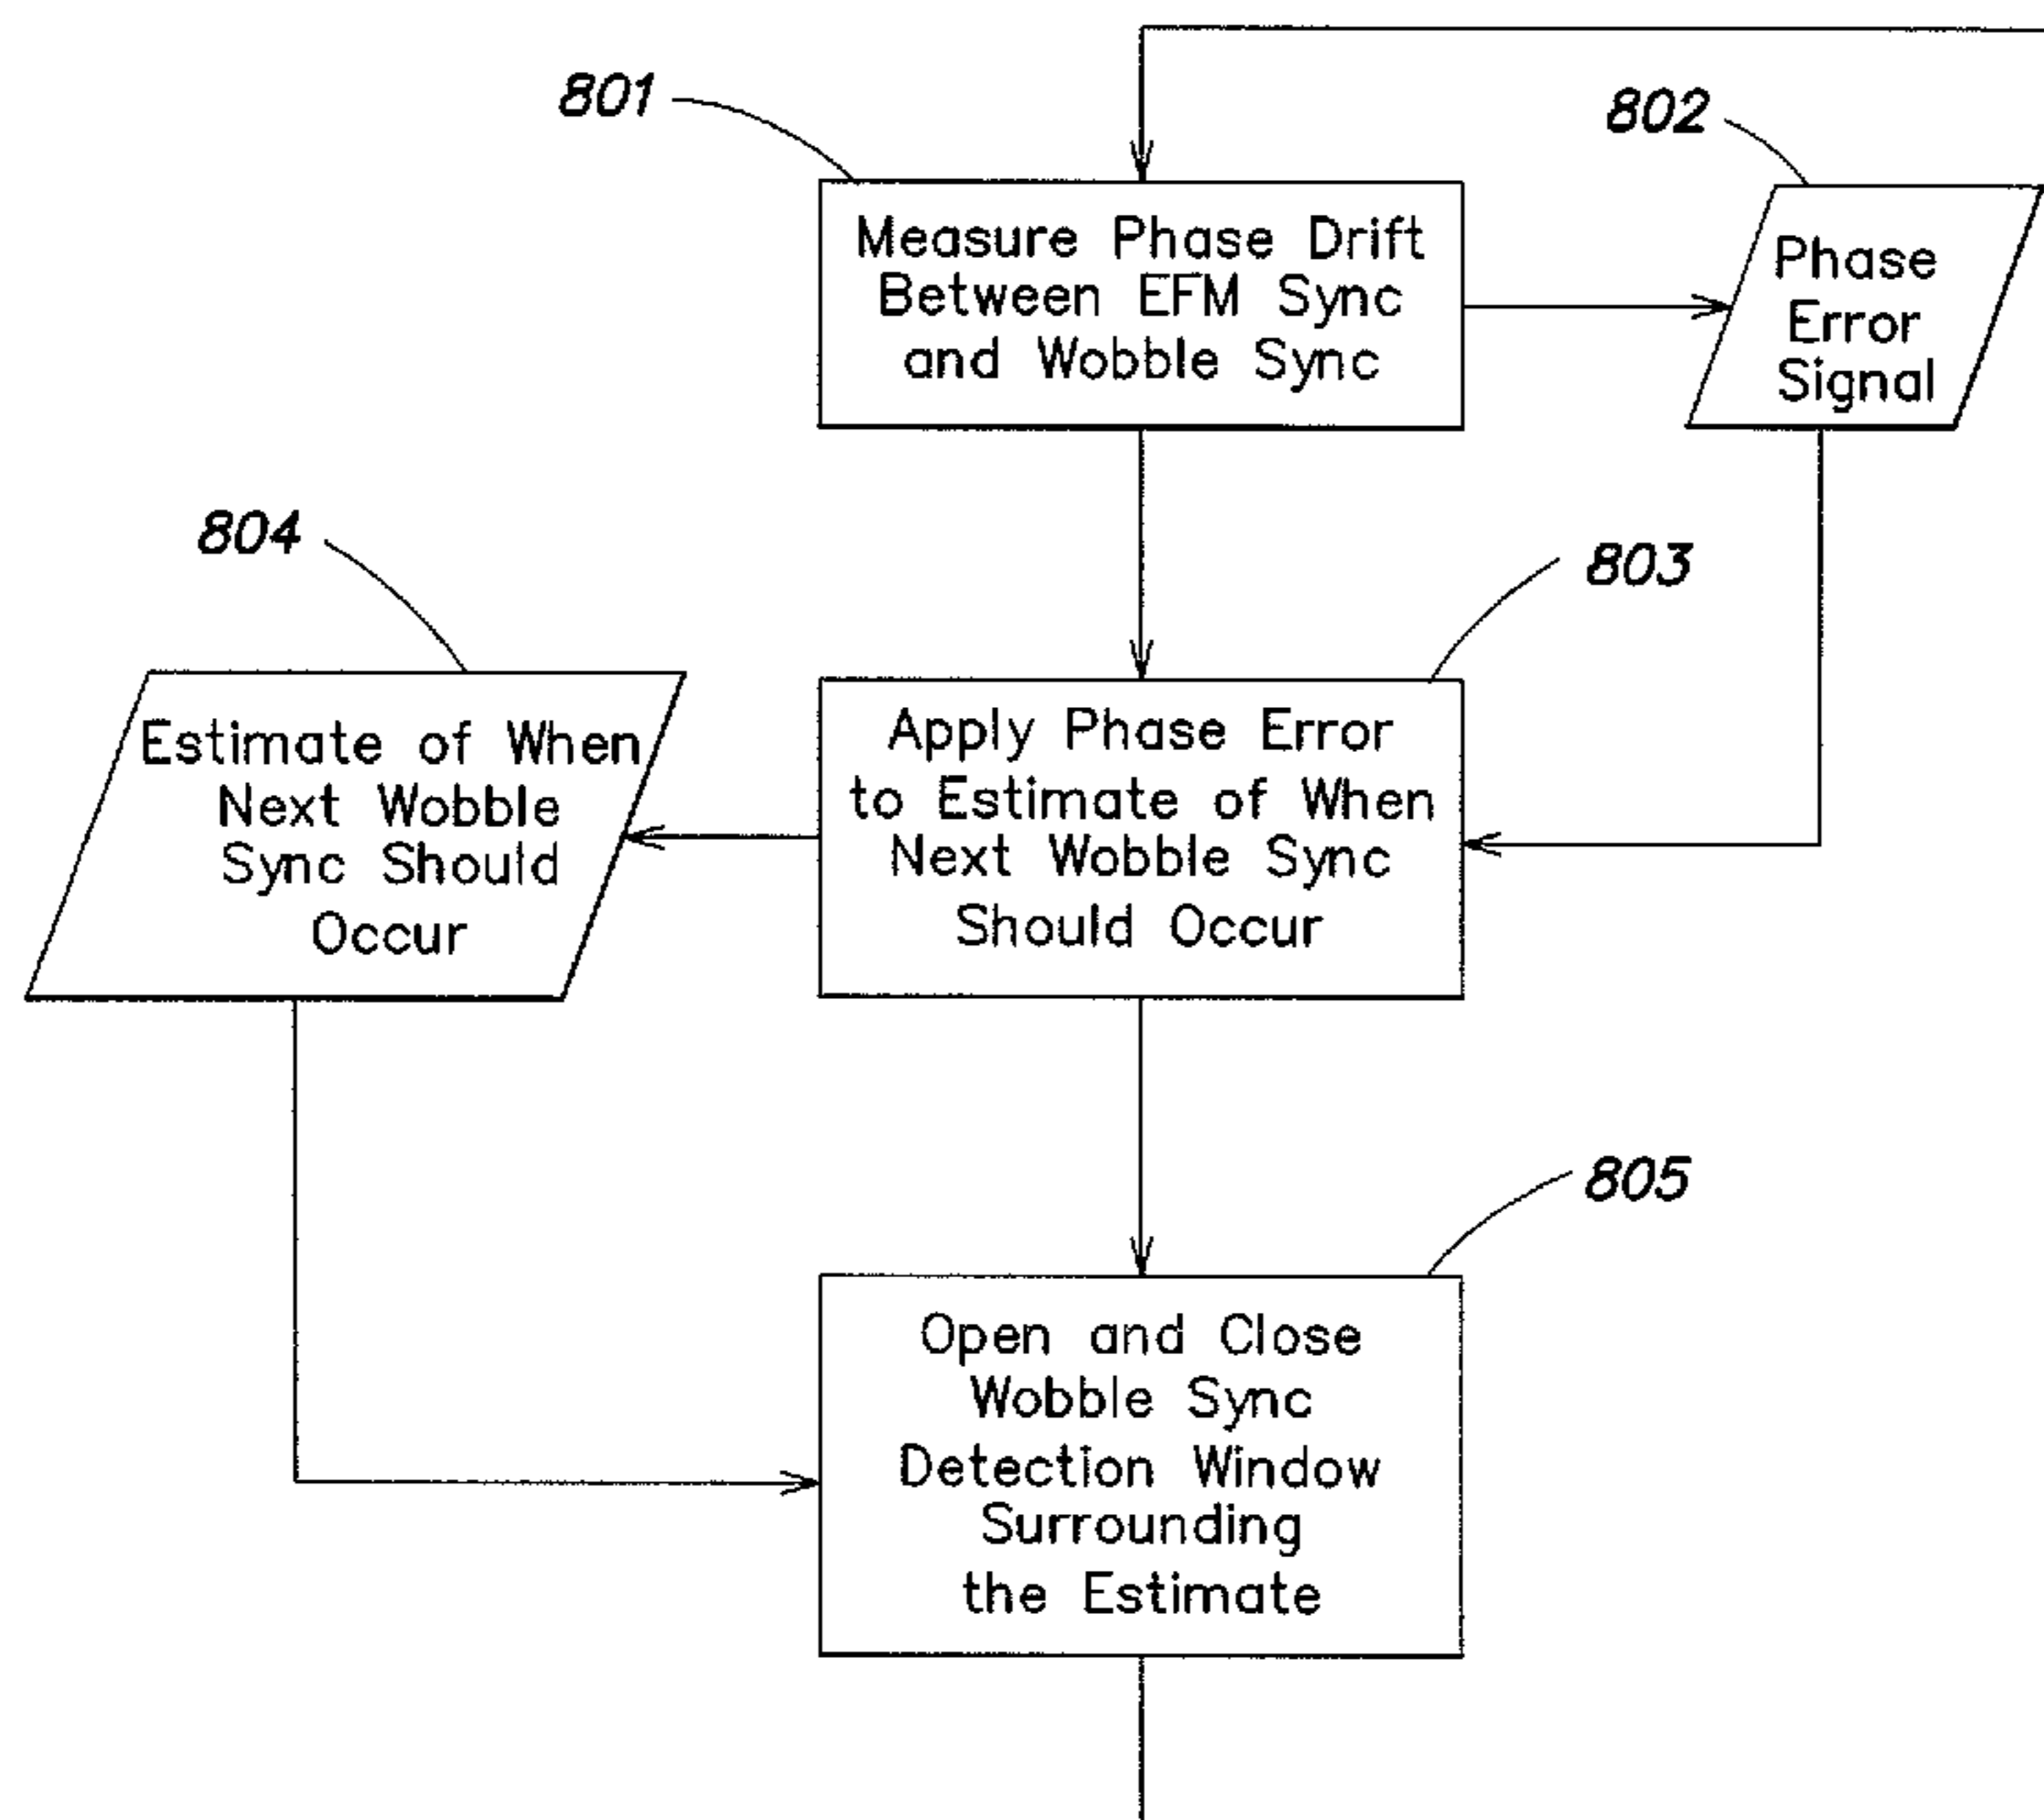 801
802
Measure Phase Drift
Between EFM Sync
and Wobble Sync
Phase
Error
Signal
804
803
Estimate of When
Next Wobble
Sync Should
Occur
Apply Phase Error
to Estimate of When
Next Wobble Sync
Should Occur
805
Open and Close
Wobble Sync
Detection Window
Surrounding
the Estimate